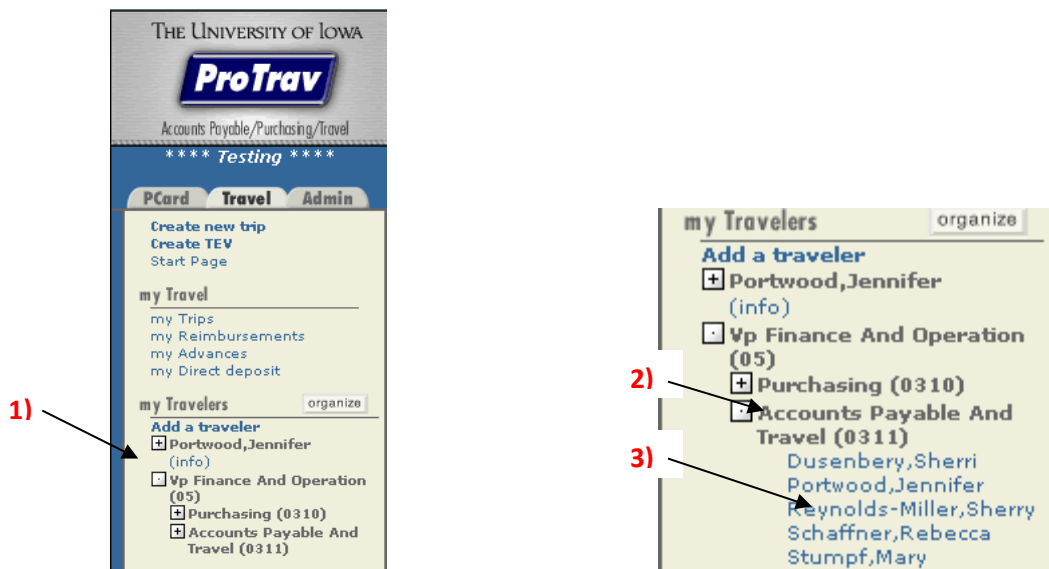 THE UNIVERSITY OF IOWA
ProTrav
Accounts Payable/Purchasing/Travel
**** Testing ****
PCard Travel Admin
Create new trip
Create TEV
Start Page
my Travel
my Trips
my Reimbursements
my Advances
my Direct deposit
my Travelers organize
1)
Add a traveler
+ Portwood,Jennifer
(info)
Vp Finance And Operation
(05)
+ Purchasing (0310)
+ Accounts Payable And
Travel (0311)
my Travelers organize
Add a traveler
+ Portwood,Jennifer
(info)
Vp Finance And Operation
(05)
2)
+ Purchasing (0310)
Accounts Payable And
Travel (0311)
3)
Dusenbery,Sherri
Portwood,Jennifer
Reynolds-Miller,Sherry
Schaffner,Rebecca
Stumpf,Mary